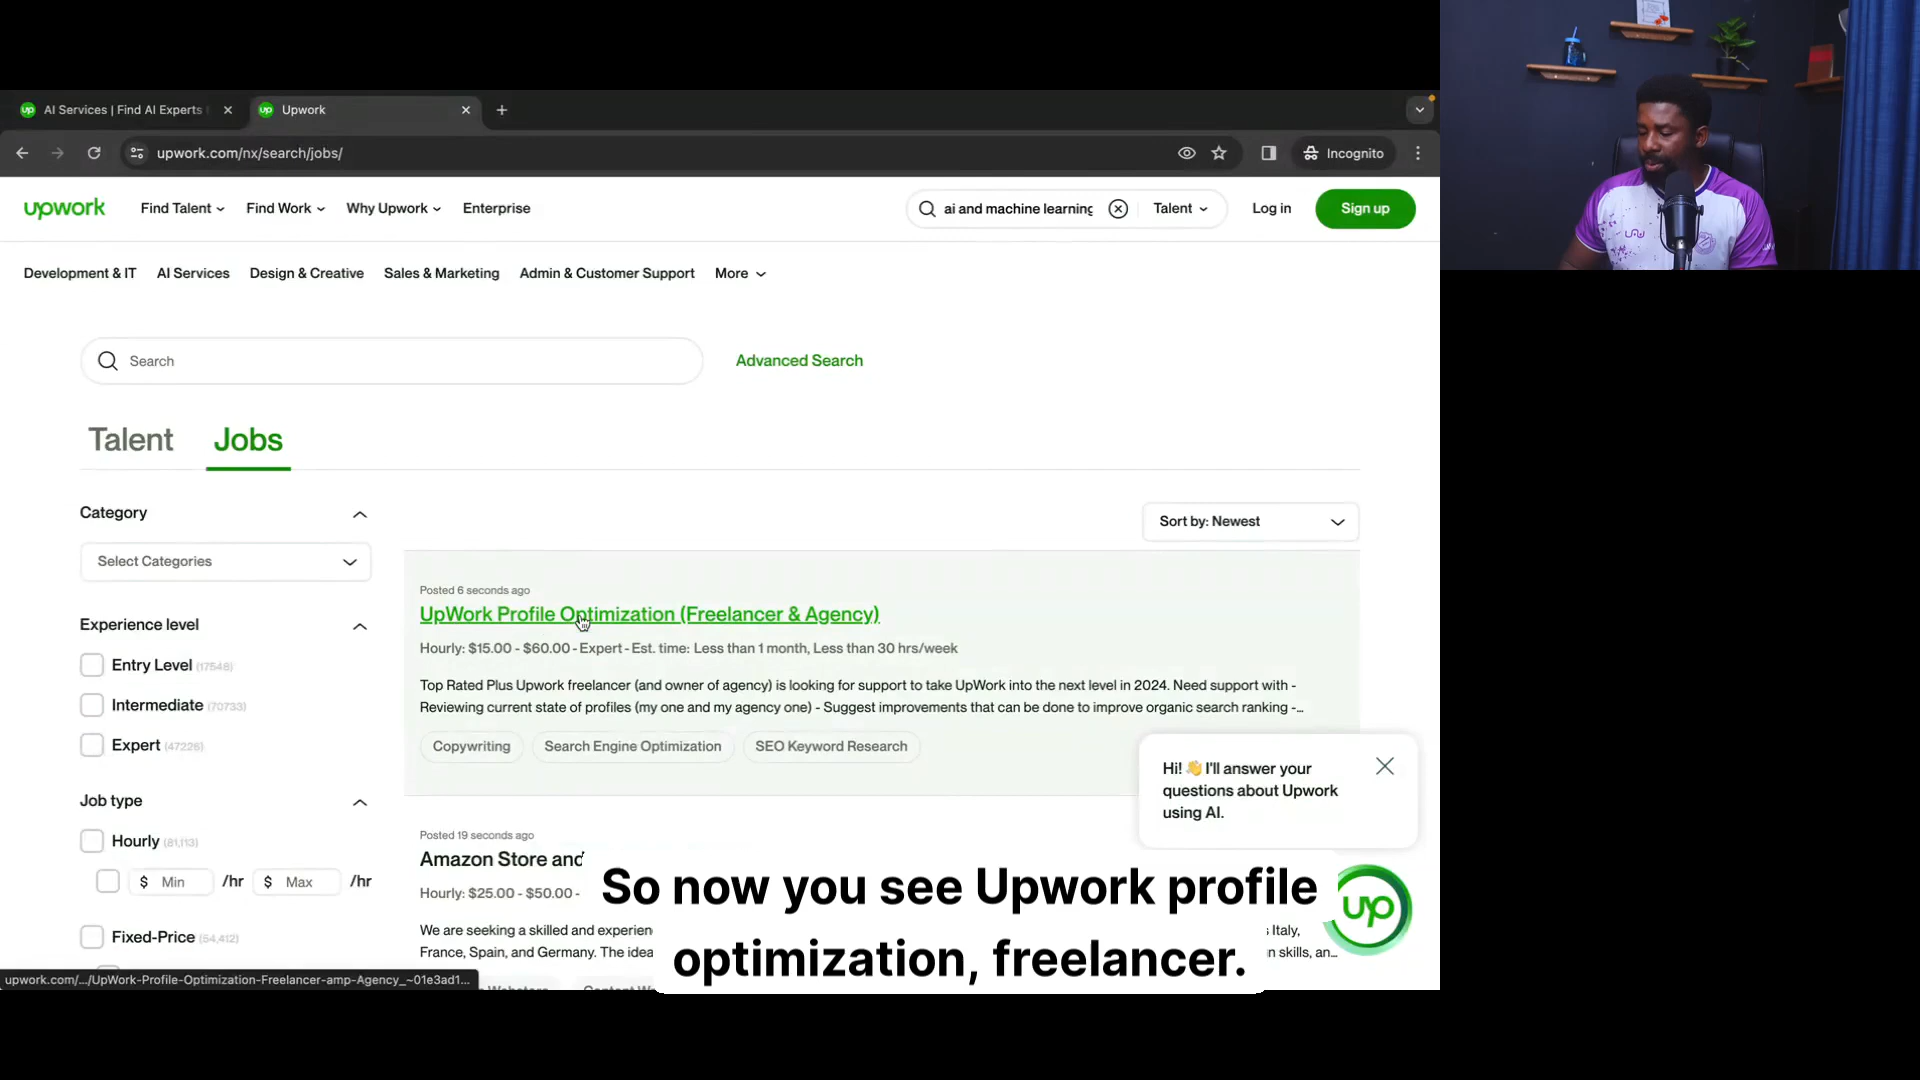 AI Services | Find AI Experts
Upwork
upwork.com/nx/search/jobs/
Incognito
upwork
Find Talent
Find Work
Why Upwork
Enterprise
ai and machine learning
Talent
Log in
Sign up
Development & IT
AI Services
Design & Creative
Sales & Marketing
Admin & Customer Support
More
Search
Advanced Search
Talent
Jobs
Category
Select Categories
Experience level
Entry Level (17546)
Intermediate (70733)
Expert (47226)
Job type
Hourly (81,113)
$ Min /hr $ Max /hr
Fixed-Price (54,412)
Sort by: Newest
Posted 6 seconds ago
UpWork Profile Optimization (Freelancer & Agency)
Hourly: $15.00 - $60.00 - Expert - Est. time: Less than 1 month, Less than 30 hrs/week
Top Rated Plus Upwork freelancer (and owner of agency) is looking for support to take UpWork into the next level in 2024. Need support with -
Reviewing current state of profiles (my one and my agency one) - Suggest improvements that can be done to improve organic search ranking -...
Copywriting
Search Engine Optimization
SEO Keyword Research
Hi! 👋 I'll answer your
questions about Upwork
using AI.
Posted 19 seconds ago
Amazon Store and
Hourly: $25.00 - $50.00 -
We are seeking a skilled and experien
Italy,
France, Spain, and Germany. The idea
n skills, an...
up
So now you see Upwork profile
optimization, freelancer.
upwork.com/.../UpWork-Profile-Optimization-Freelancer-amp-Agency_~01e3ad1...